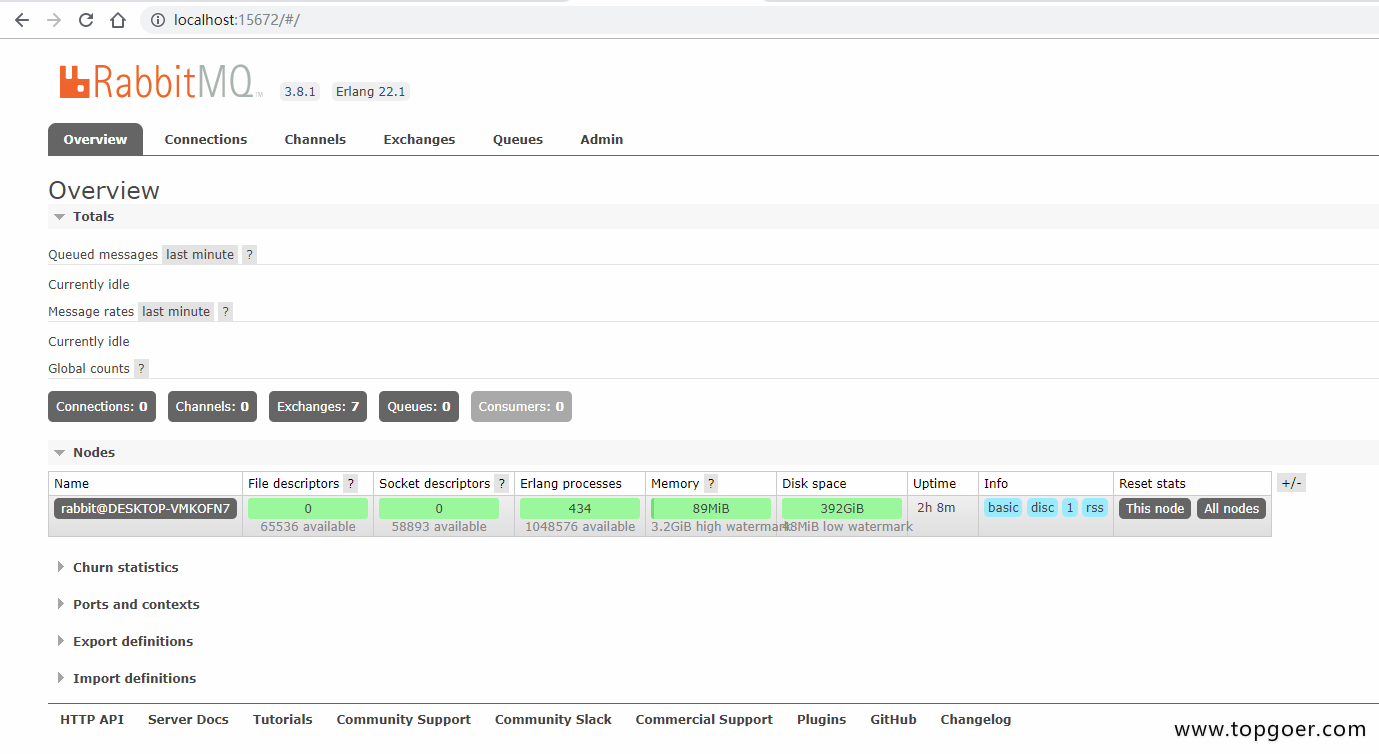 localhost:15672/#/
RabbitMQ TM 3.8.1 Erlang 22.1
Overview Connections Channels Exchanges Queues Admin
Overview
Totals
Queued messages last minute ?
Currently idle
Message rates last minute ?
Currently idle
Global counts ?
Connections: 0 Channels: 0 Exchanges: 7 Queues: 0 Consumers: 0
Nodes
Name File descriptors ? Socket descriptors ? Erlang processes Memory ? Disk space Uptime Info Reset stats +/-
rabbit@DESKTOP-VMKOFN7 0 0 434 89MiB 392GiB 2h 8m basic disc 1 rss This node All nodes
65536 available 58893 available 1048576 available 3.2GiB high watermark 48MiB low watermark
Churn statistics
Ports and contexts
Export definitions
Import definitions
HTTP API Server Docs Tutorials Community Support Community Slack Commercial Support Plugins GitHub Changelog
www.topgoer.com